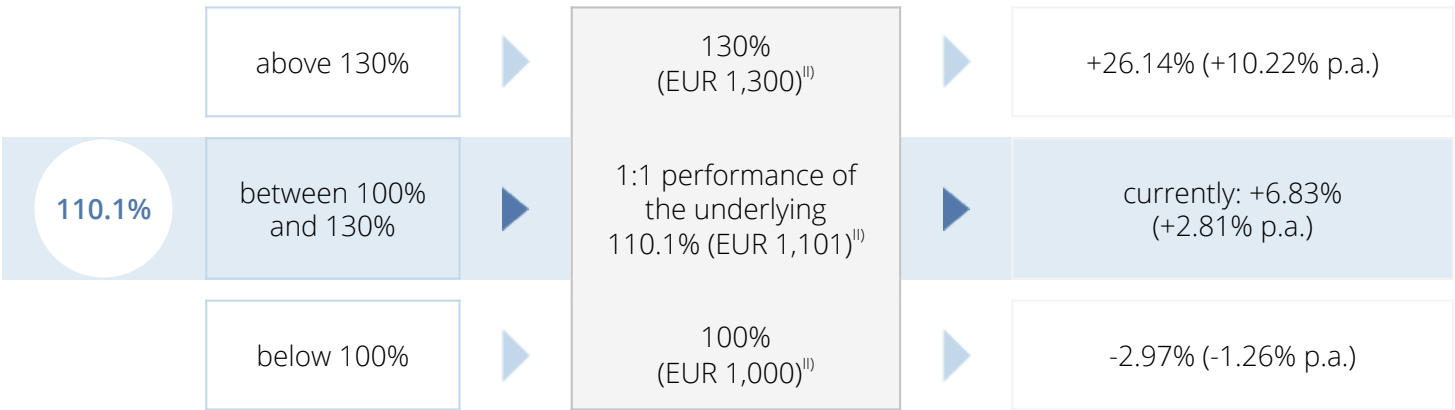 above 130%
130%
(EUR 1,300)II)
+26.14% (+10.22% p.a.)
110.1%
between 100%
and 130%
1:1 performance of
the underlying
110.1% (EUR 1,101)II)
currently: +6.83%
(+2.81% p.a.)
below 100%
100%
(EUR 1,000)II)
-2.97% (-1.26% p.a.)